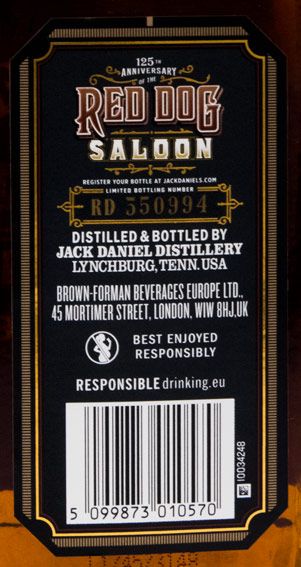 125TH
ANNIVERSARY
OF THE
RED DOG
SALOON
REGISTER YOUR BOTTLE AT JACKDANIELS.COM
LIMITED BOTTLING NUMBER
RD 350994
DISTILLED & BOTTLED BY
JACK DANIEL DISTILLERY
LYNCHBURG, TENN. USA
BROWN-FORMAN BEVERAGES EUROPE LTD.,
45 MORTIMER STREET, LONDON, W1W 8HJ,UK
BEST ENJOYED
RESPONSIBLY
RESPONSIBLEdrinking.eu
10034248
5 099873 010570